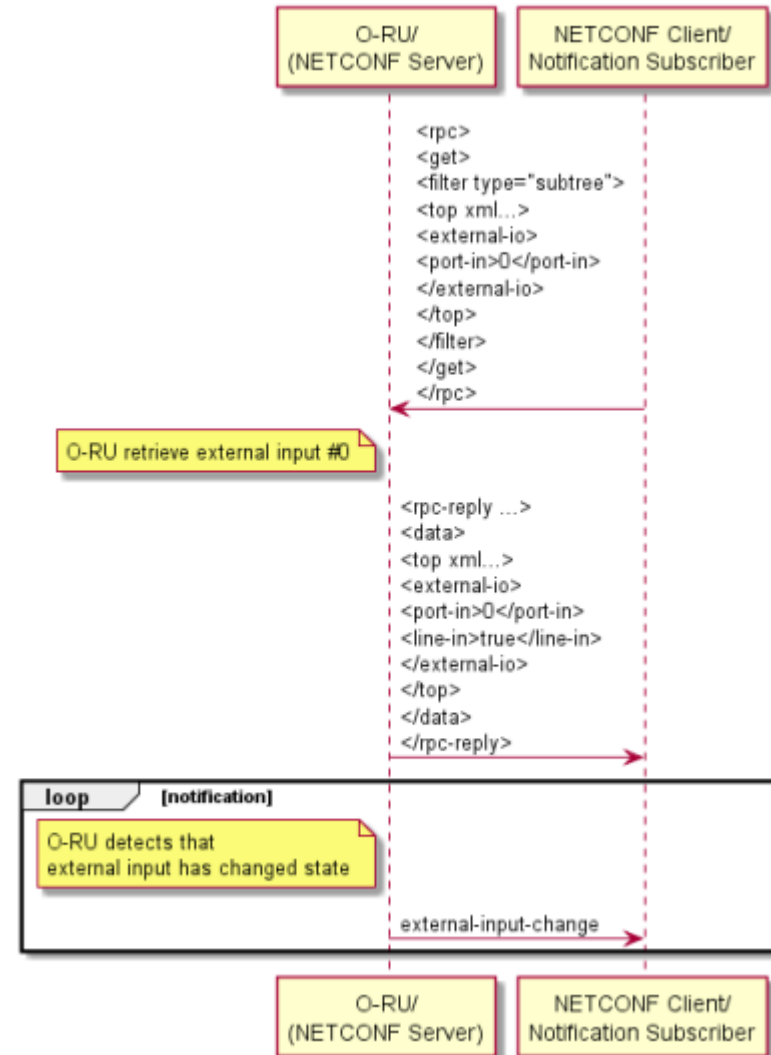 O-RU/
(NETCONF Server)
NETCONF Client/
Notification Subscriber
<rpc>
<get>
<filter type="subtree">
<top xml...>
<external-io>
<port-in>0</port-in>
</external-io>
</top>
</filter>
</get>
</rpc>
O-RU retrieve external input #0
<rpc-reply ...>
<data>
<top xml...>
<external-io>
<port-in>0</port-in>
<line-in>true</line-in>
</external-io>
</top>
</data>
</rpc-reply>
loop [notification]
O-RU detects that
external input has changed state
external-input-change
O-RU/
(NETCONF Server)
NETCONF Client/
Notification Subscriber